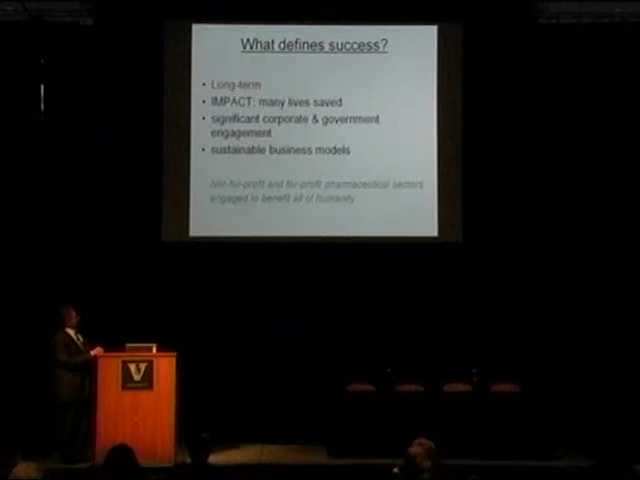 What defines success?
• Long-term
• IMPACT: many lives saved
• significant corporate & government
engagement
• sustainable business models
Not-for-profit and for-profit pharmaceutical sectors
engaged to benefit all of humanity
V